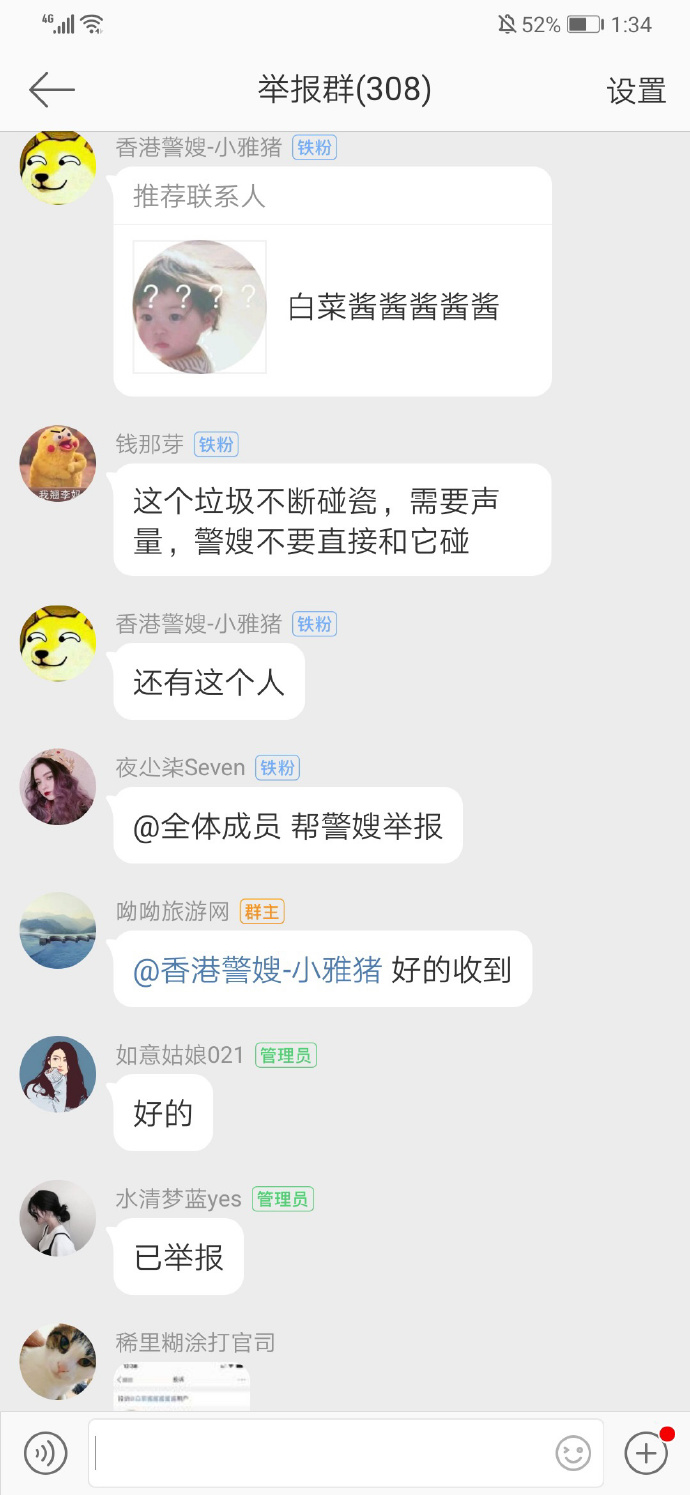 4G 52% 1:34
举报群(308) 设置
香港警嫂-小雅猪 铁粉
推荐联系人
? ? ? ?
白菜酱酱酱酱酱
钱那芽 铁粉
我翘李妈
这个垃圾不断碰瓷，需要声
量，警嫂不要直接和它碰
香港警嫂-小雅猪 铁粉
还有这个人
夜尐柒Seven 铁粉
@全体成员 帮警嫂举报
呦呦旅游网 群主
@香港警嫂-小雅猪 好的收到
如意姑娘021 管理员
好的
水清梦蓝yes 管理员
已举报
稀里糊涂打官司